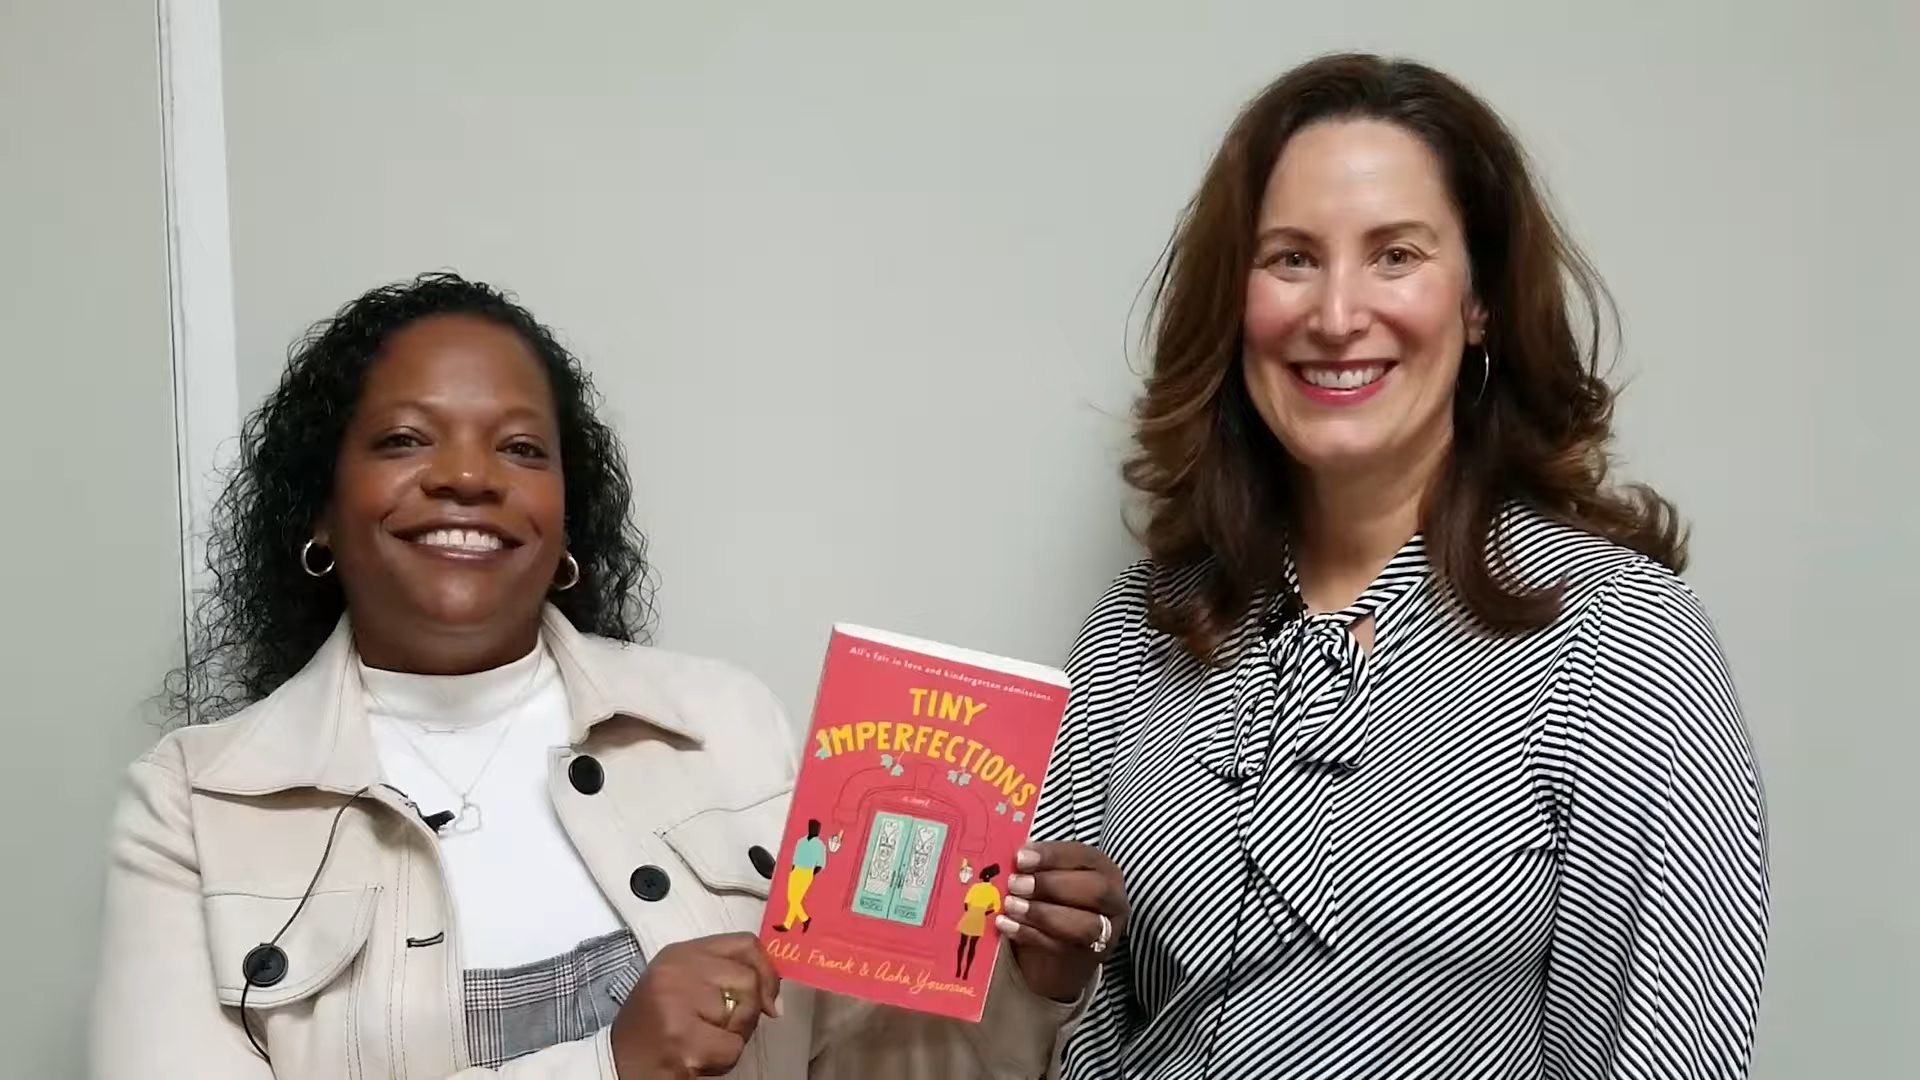 All's fair in love and kindergarten admissions.
TINY
IMPERFECTIONS
a novel
Alli Frank & Asha Youmans